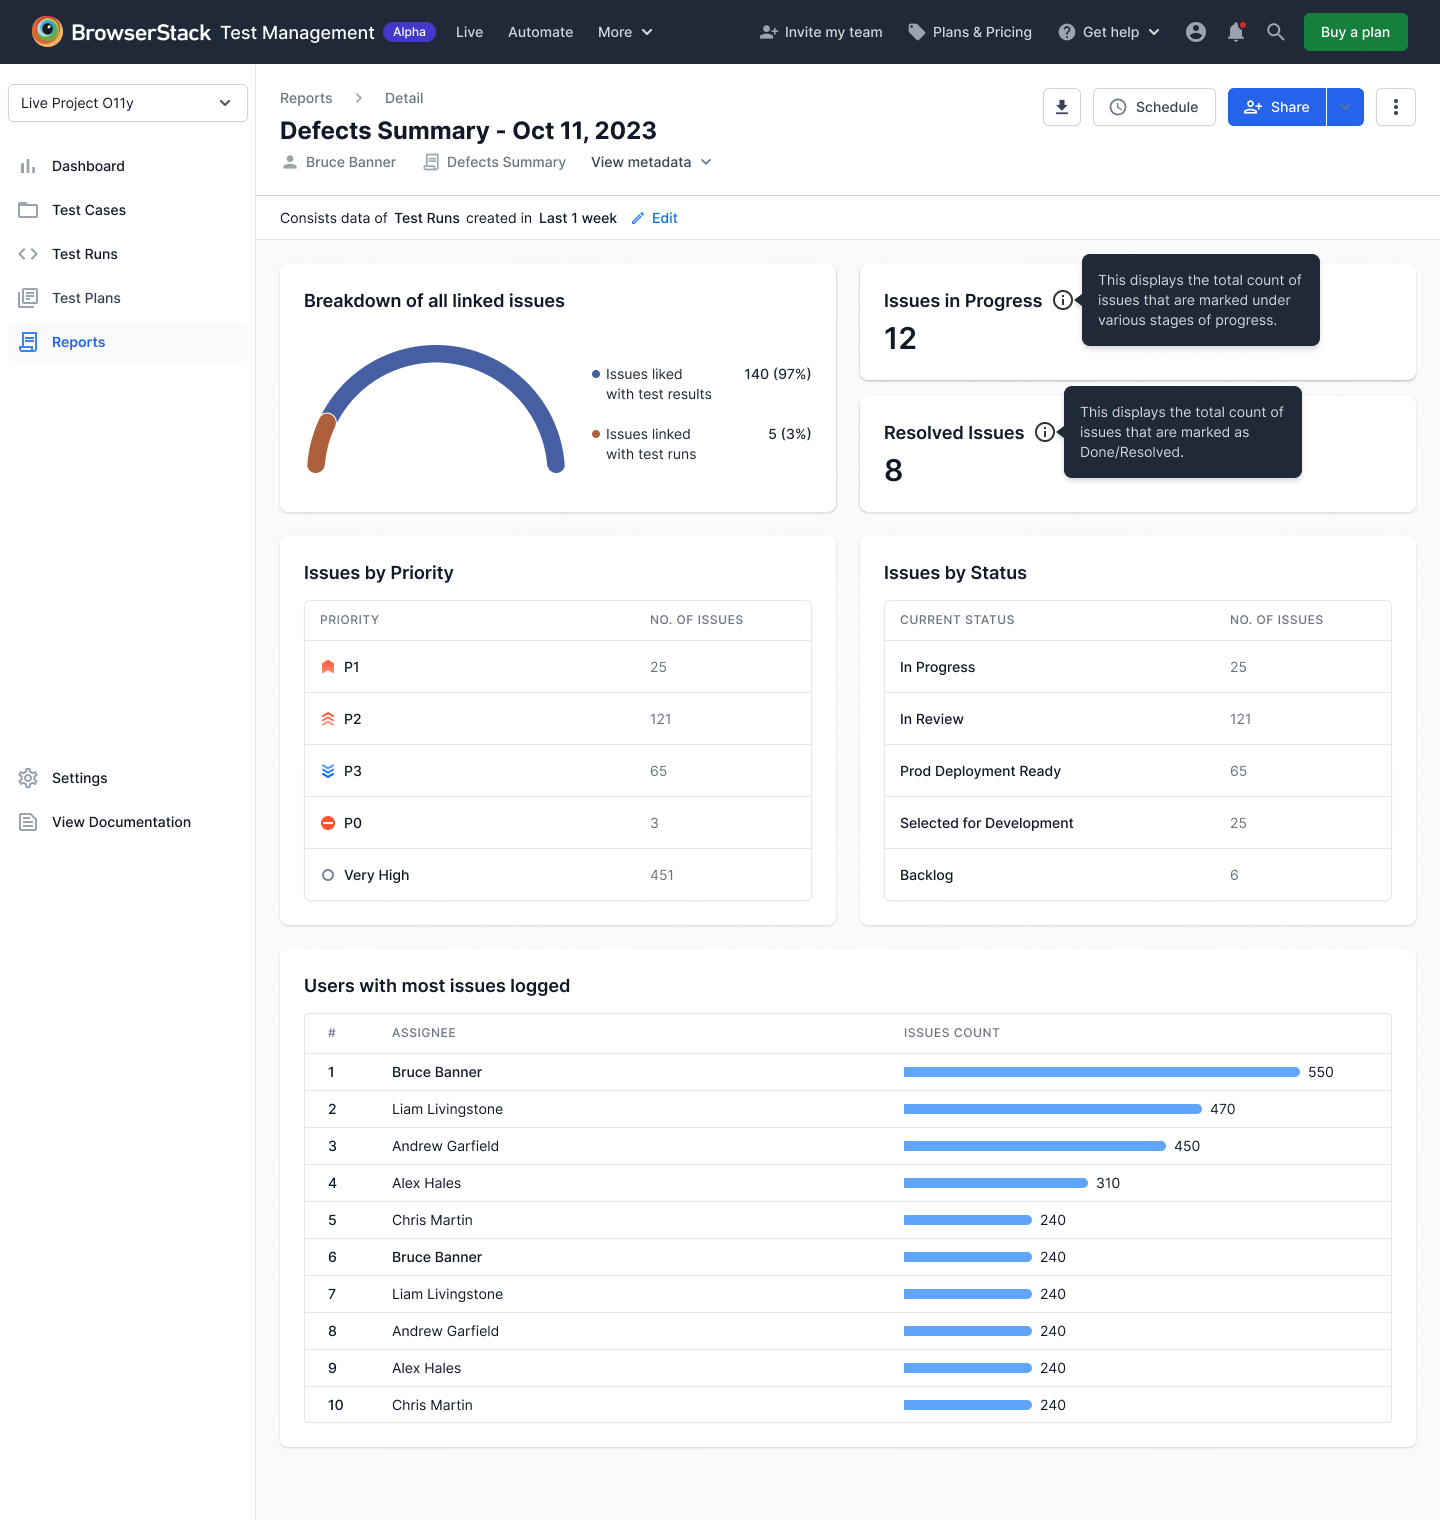 BrowserStack Test Management Alpha Live Automate More Invite my team Plans & Pricing Get help Buy a plan
Live Project O11y
Dashboard
Test Cases
Test Runs
Test Plans
Reports
Settings
View Documentation
Reports Detail
Defects Summary - Oct 11, 2023
Bruce Banner Defects Summary View metadata
Schedule Share
Consists data of Test Runs created in Last 1 week Edit
Breakdown of all linked issues
Issues liked 140 (97%)
with test results
Issues linked 5 (3%)
with test runs
Issues in Progress
12
This displays the total count of
issues that are marked under
various stages of progress.
Resolved Issues
8
This displays the total count of
issues that are marked as
Done/Resolved.
Issues by Priority
PRIORITY NO. OF ISSUES
P1 25
P2 121
P3 65
P0 3
Very High 451
Issues by Status
CURRENT STATUS NO. OF ISSUES
In Progress 25
In Review 121
Prod Deployment Ready 65
Selected for Development 25
Backlog 6
Users with most issues logged
# ASSIGNEE ISSUES COUNT
1 Bruce Banner 550
2 Liam Livingstone 470
3 Andrew Garfield 450
4 Alex Hales 310
5 Chris Martin 240
6 Bruce Banner 240
7 Liam Livingstone 240
8 Andrew Garfield 240
9 Alex Hales 240
10 Chris Martin 240